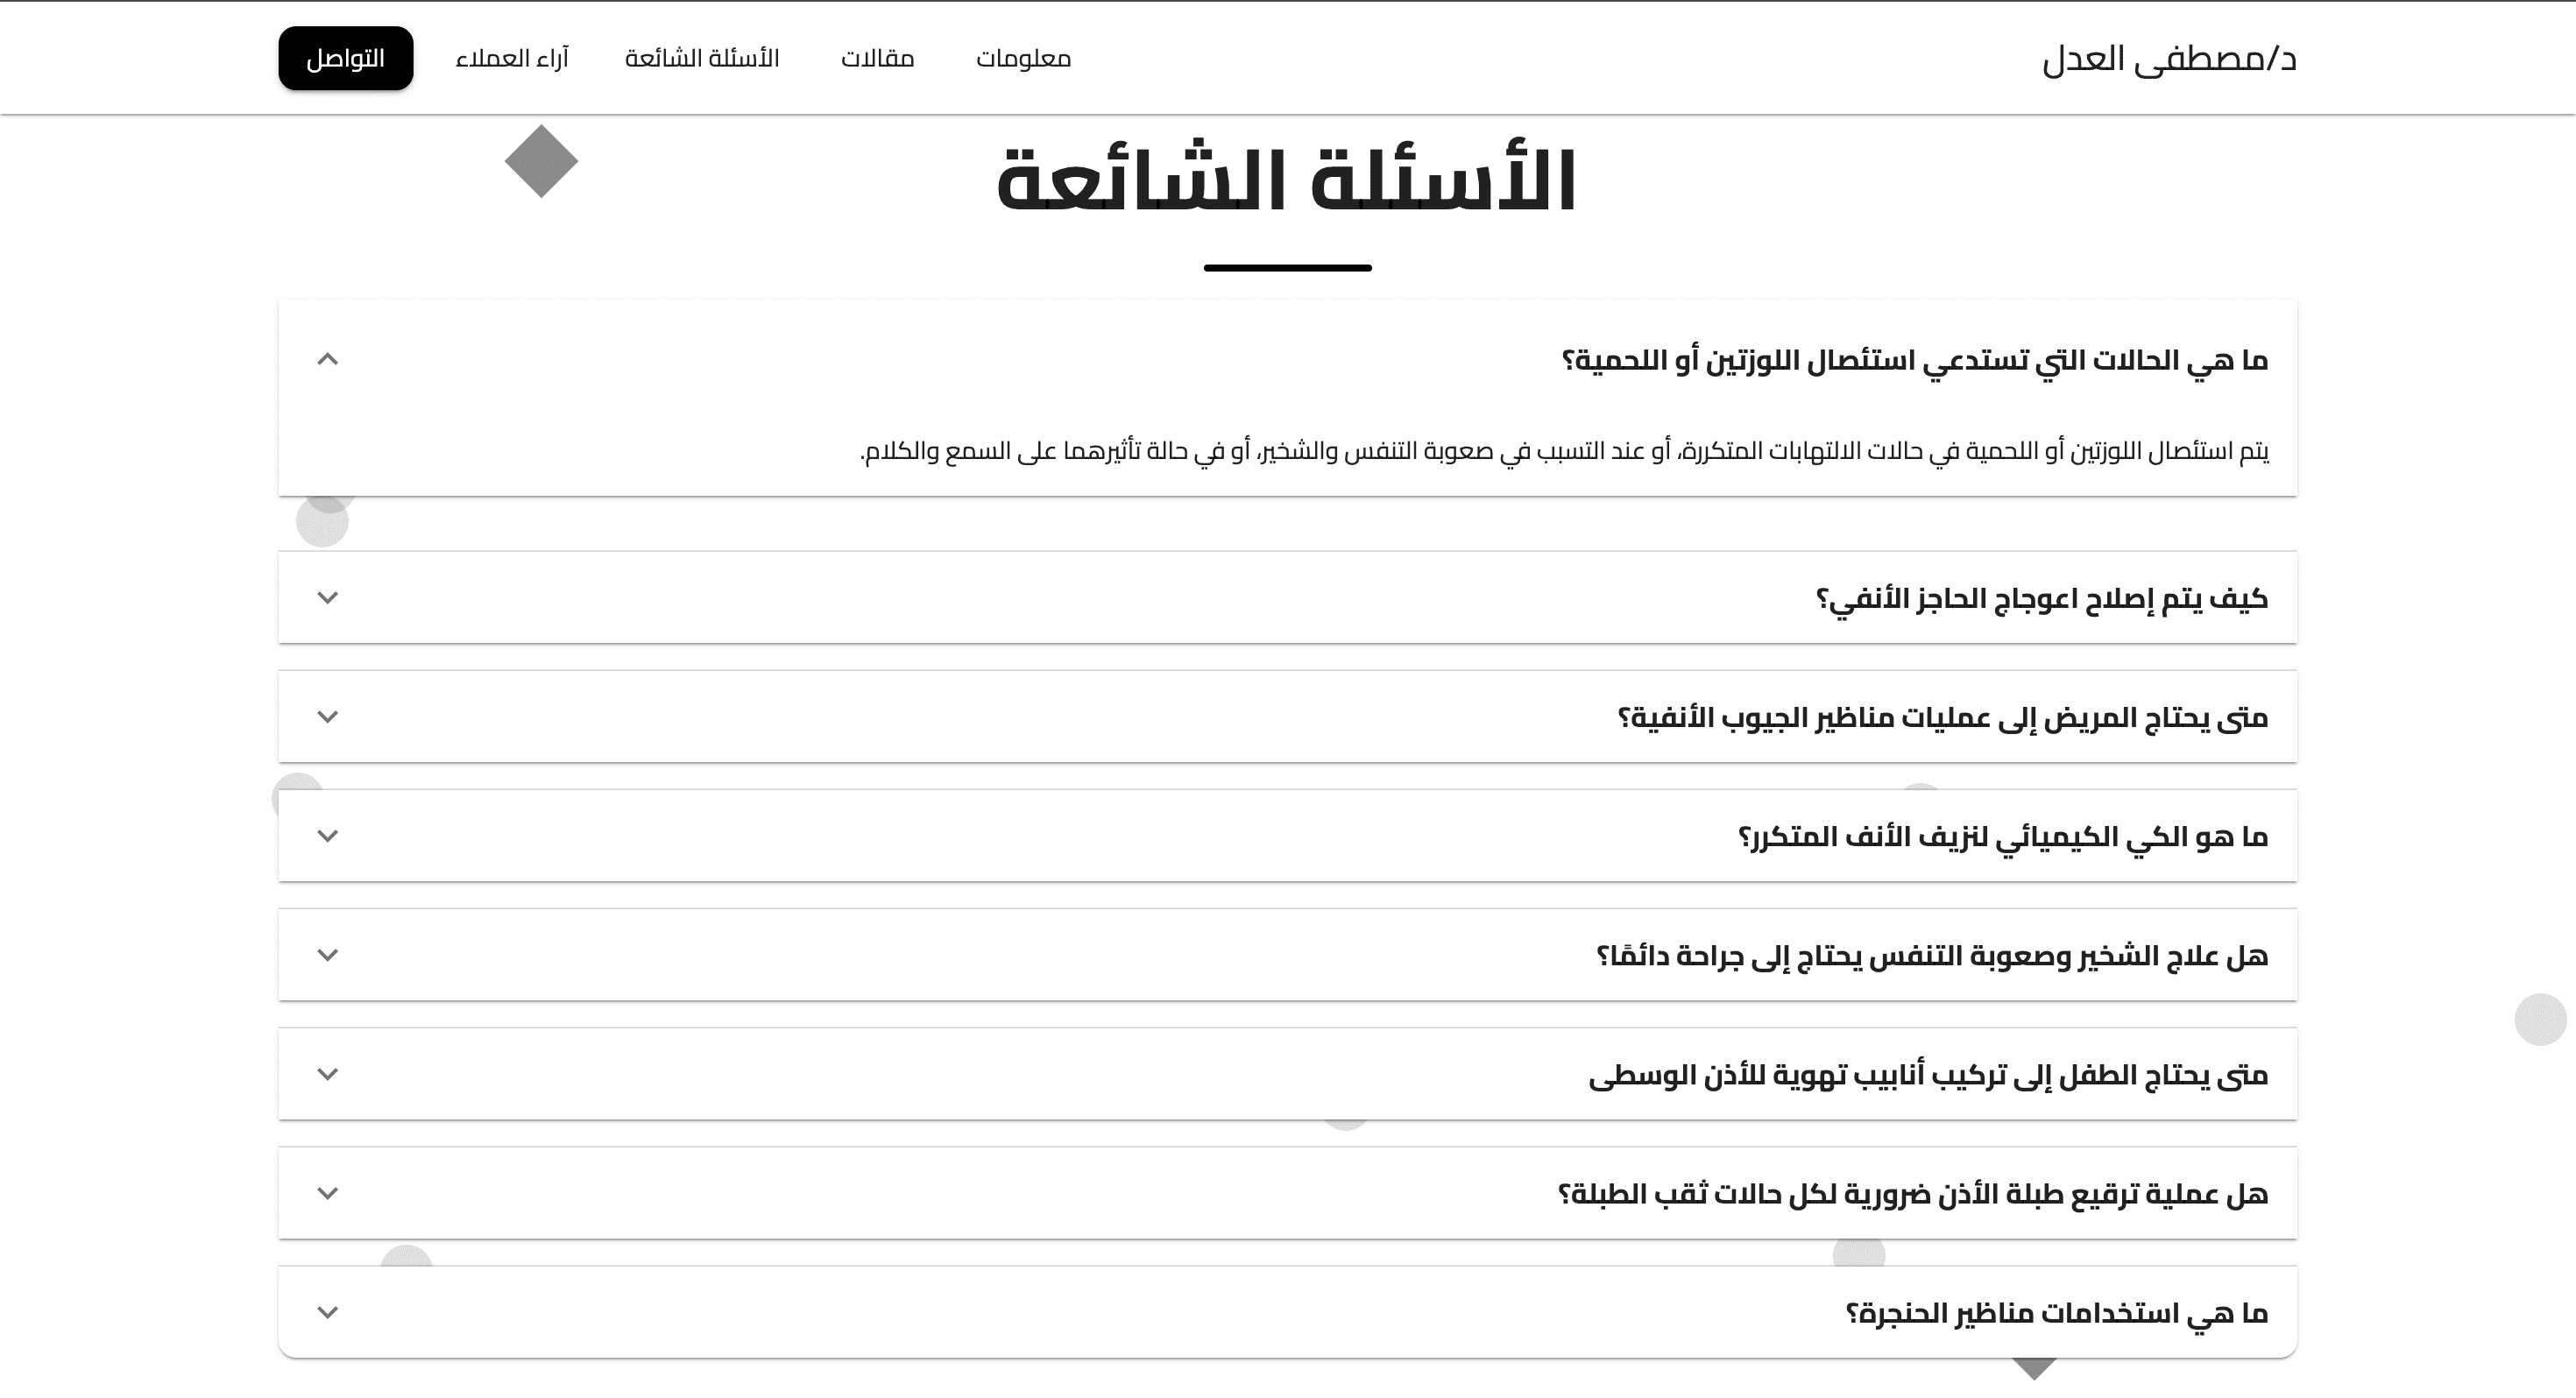 د/مصطفى العدل
معلومات
مقالات
الأسئلة الشائعة
آراء العملاء
التواصل
الأسئلة الشائعة
ما هي الحالات التي تستدعي استئصال اللوزتين أو اللحمية؟
يتم استئصال اللوزتين أو اللحمية في حالات الالتهابات المتكررة، أو عند التسبب في صعوبة التنفس والشخير، أو في حالة تأثيرهما على السمع والكلام.
كيف يتم إصلاح اعوجاج الحاجز الأنفي؟
متى يحتاج المريض إلى عمليات مناظير الجيوب الأنفية؟
ما هو الكي الكيميائي لنزيف الأنف المتكرر؟
هل علاج الشخير وصعوبة التنفس يحتاج إلى جراحة دائمًا؟
متى يحتاج الطفل إلى تركيب أنابيب تهوية للأذن الوسطى
هل عملية ترقيع طبلة الأذن ضرورية لكل حالات ثقب الطبلة؟
ما هي استخدامات مناظير الحنجرة؟